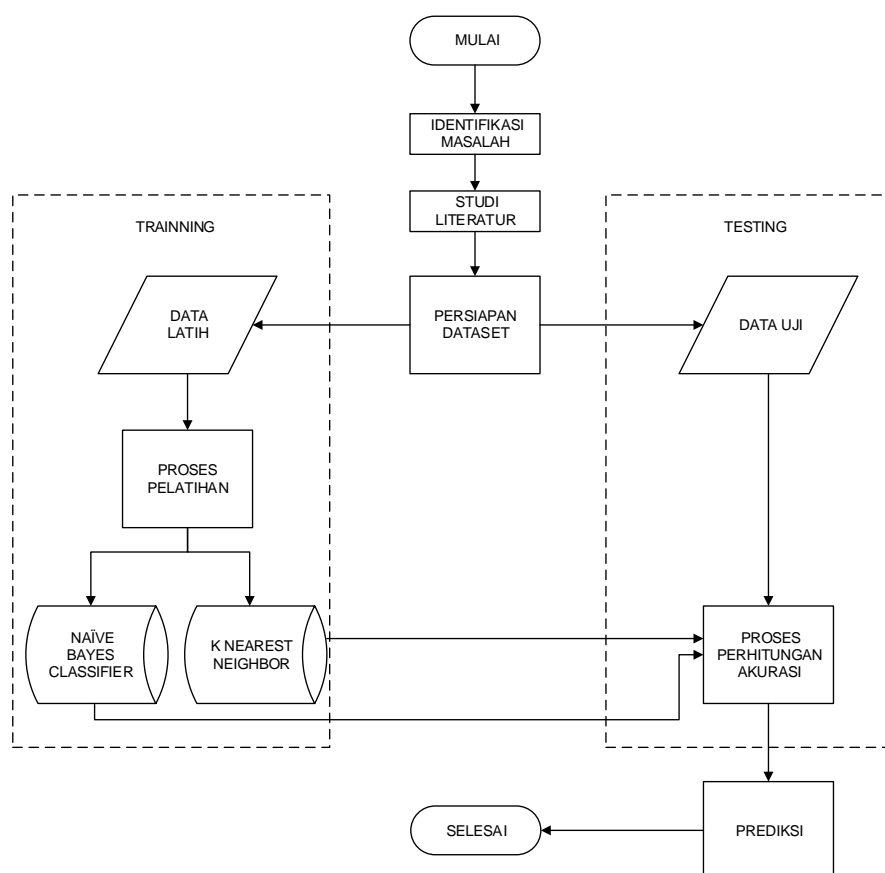 MULAI
IDENTIFIKASI
MASALAH
STUDI
LITERATUR
TRAINNING
TESTING
DATA
LATIH
PERSIAPAN
DATASET
DATA UJI
PROSES
PELATIHAN
NAÏVE
BAYES
CLASSIFIER
K NEAREST
NEIGHBOR
PROSES
PERHITUNGAN
AKURASI
SELESAI
PREDIKSI